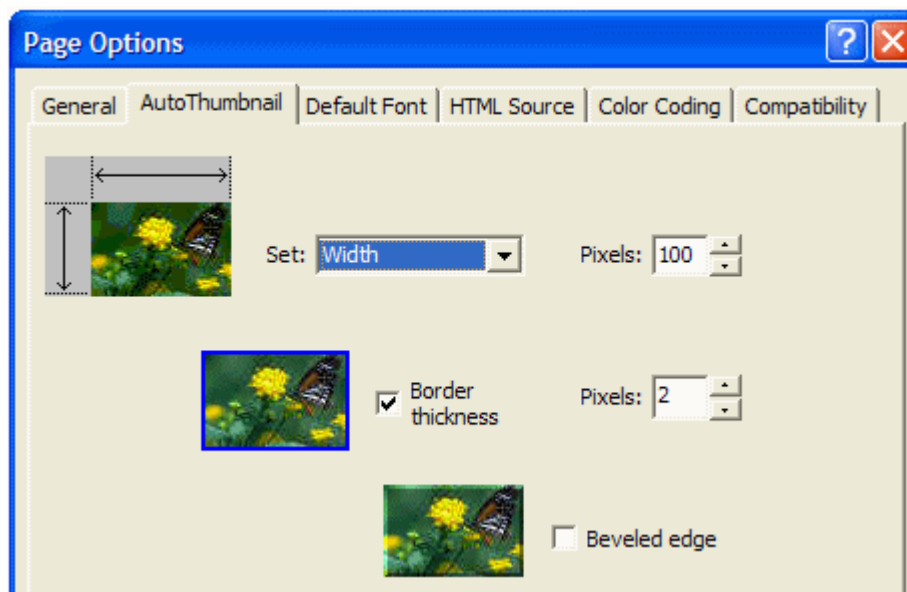 Page Options
General AutoThumbnail Default Font HTML Source Color Coding Compatibility
Set: Width Pixels: 100
Border
thickness
Pixels: 2
Beveled edge